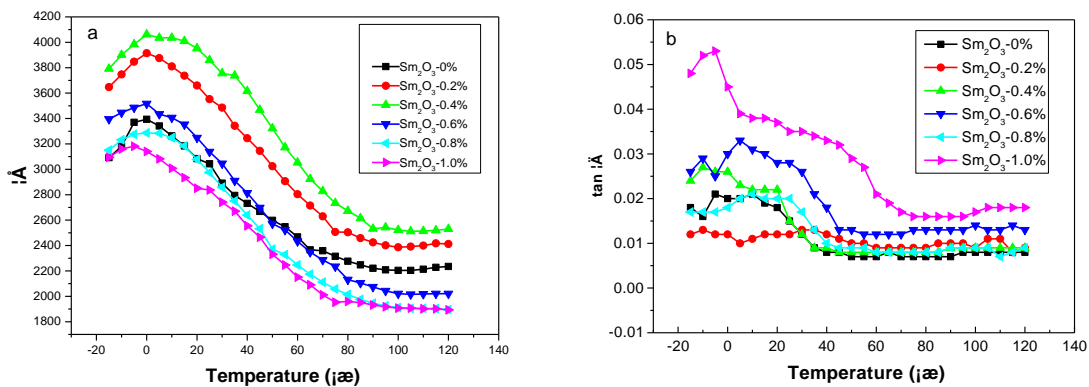 a
4200
4000
3800
3600
3400
3200
3000
2800
2600
2400
2200
2000
1800
¦Å
-20 0 20 40 60 80 100 120 140
Temperature (¡æ)
Sm2O3-0%
Sm2O3-0.2%
Sm2O3-0.4%
Sm2O3-0.6%
Sm2O3-0.8%
Sm2O3-1.0%
b
0.06
0.05
0.04
0.03
0.02
0.01
0.00
-0.01
tan ¦Ä
-20 0 20 40 60 80 100 120 140
Temperature (¡æ)
Sm2O3-0%
Sm2O3-0.2%
Sm2O3-0.4%
Sm2O3-0.6%
Sm2O3-0.8%
Sm2O3-1.0%